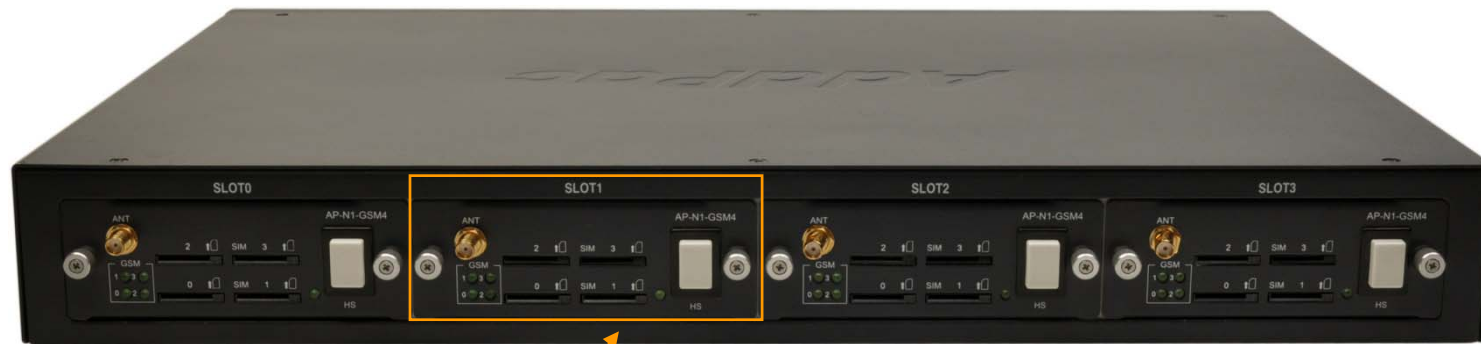 AddPac
SLOT0 SLOT1 SLOT2 SLOT3
ANT AP-N1-GSM4 ANT AP-N1-GSM4 ANT AP-N1-GSM4 ANT AP-N1-GSM4
2 SIM 3 2 SIM 3 2 SIM 3 2 SIM 3
GSM GSM GSM GSM
1 3 1 3 1 3 1 3
0 2 0 SIM 1 0 2 0 SIM 1 0 2 0 SIM 1 0 2 0 SIM 1
HS HS HS HS